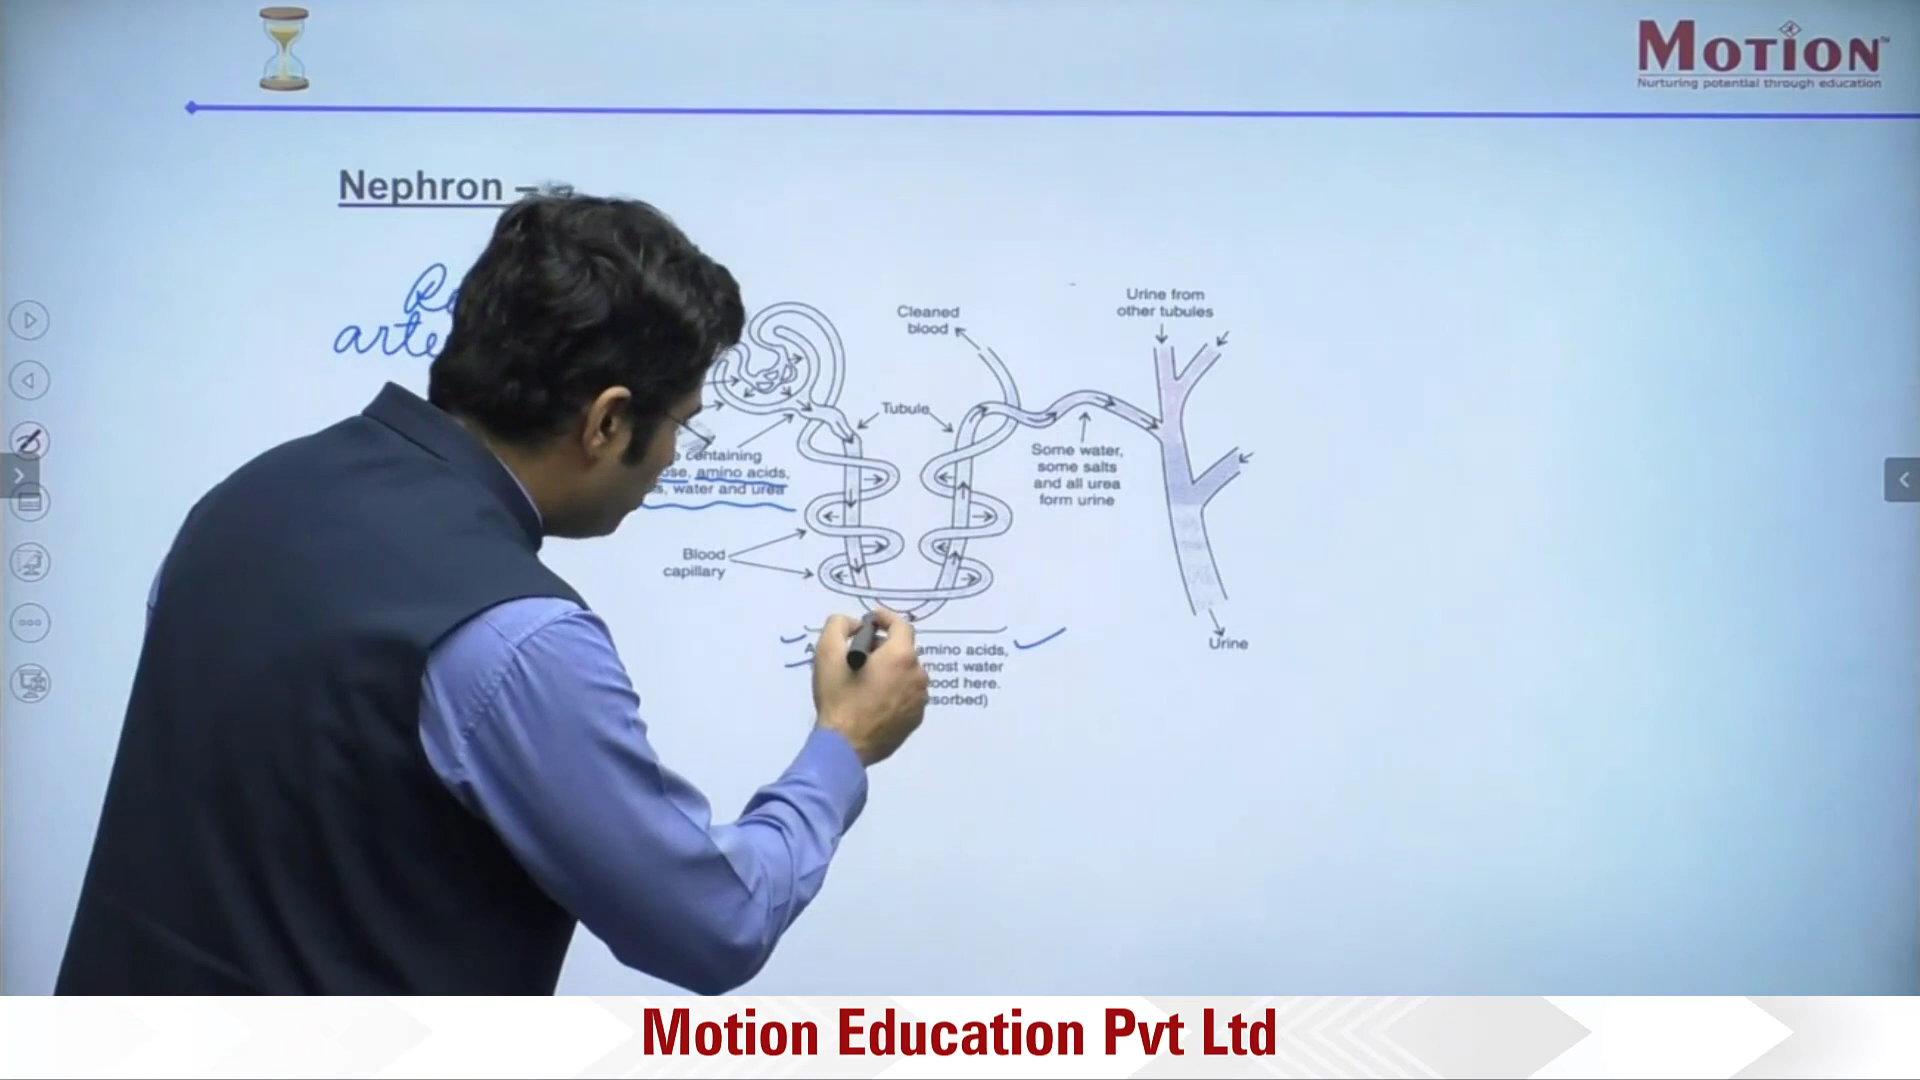 MOTION
Nurturing potential through education
Nephron –
arte
Cleaned
blood
Urine from
other tubules
Tubule
containing
amino acids,
water and urea
Some water,
some salts
and all urea
form urine
Blood
capillary
Urine
amino acids,
most water
here.
Motion Education Pvt Ltd